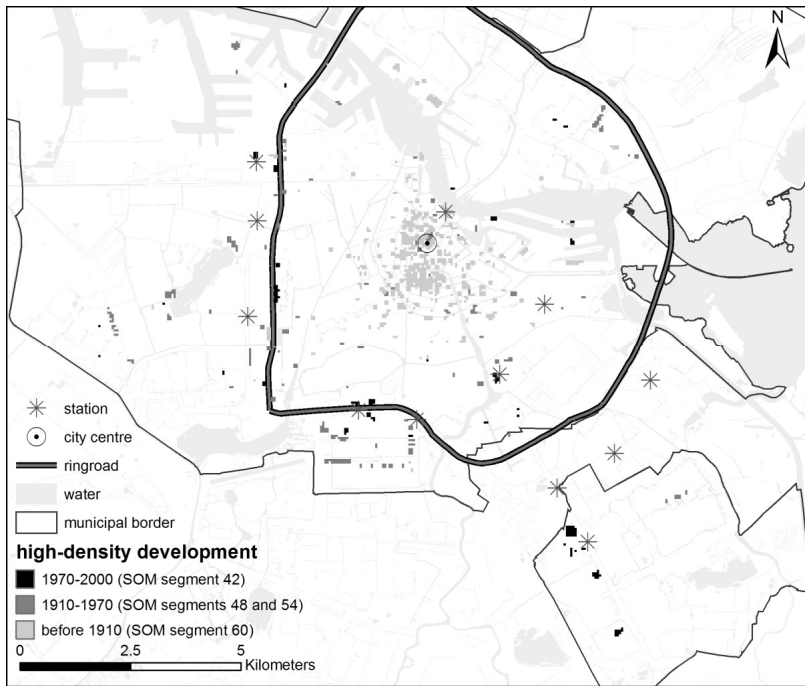 N
station
city centre
ringroad
water
municipal border
high-density development
1970-2000 (SOM segment 42)
1910-1970 (SOM segments 48 and 54)
before 1910 (SOM segment 60)
0 2.5 5
Kilometers